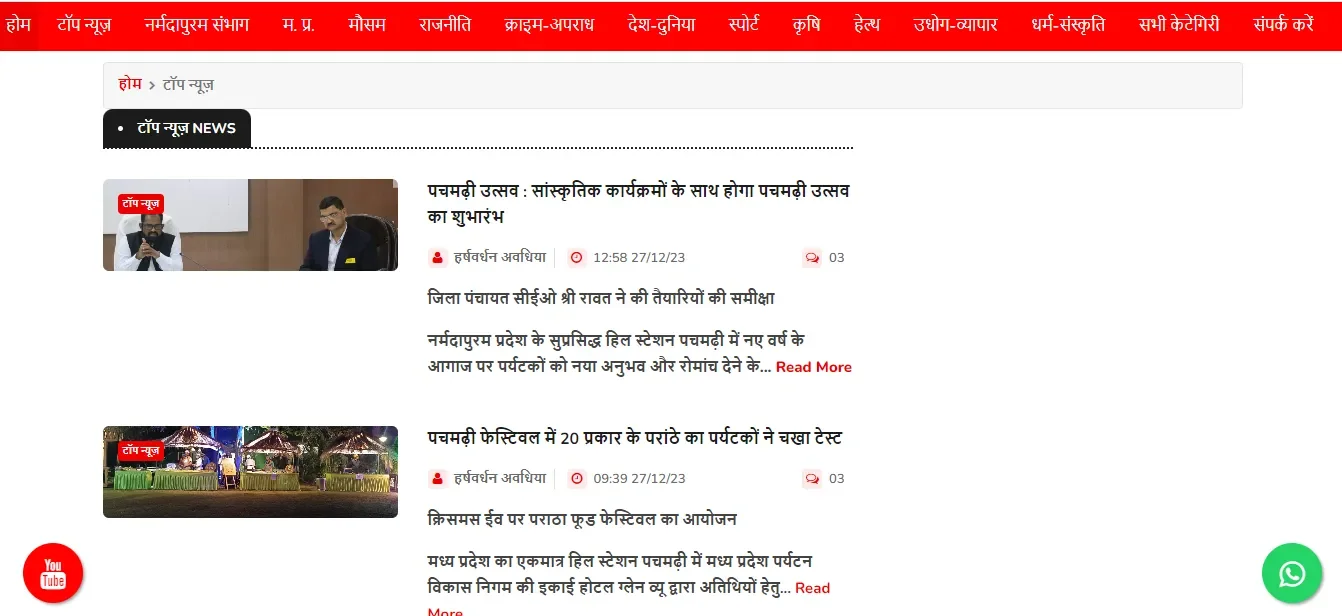 होम टॉप न्यूज़ नर्मदापुरम संभाग म. प्र. मौसम राजनीति क्राइम-अपराध देश-दुनिया स्पोर्ट कृषि हेल्थ उधोग-व्यापार धर्म-संस्कृति सभी केटेगिरी संपर्क करें
होम › टॉप न्यूज़
• टॉप न्यूज़ NEWS
टॉप न्यूज़
पचमढ़ी उत्सव : सांस्कृतिक कार्यक्रमों के साथ होगा पचमढ़ी उत्सव
का शुभारंभ
हर्षवर्धन अवधिया 12:58 27/12/23 03
जिला पंचायत सीईओ श्री रावत ने की तैयारियों की समीक्षा
नर्मदापुरम प्रदेश के सुप्रसिद्ध हिल स्टेशन पचमढ़ी में नए वर्ष के
आगाज पर पर्यटकों को नया अनुभव और रोमांच देने के... Read More
टॉप न्यूज़
पचमढ़ी फेस्टिवल में 20 प्रकार के परांठे का पर्यटकों ने चखा टेस्ट
हर्षवर्धन अवधिया 09:39 27/12/23 03
क्रिसमस ईव पर पराठा फूड फेस्टिवल का आयोजन
मध्य प्रदेश का एकमात्र हिल स्टेशन पचमढ़ी में मध्य प्रदेश पर्यटन
विकास निगम की इकाई होटल ग्लेन व्यू द्वारा अतिथियों हेतु... Read
More
You
Tube